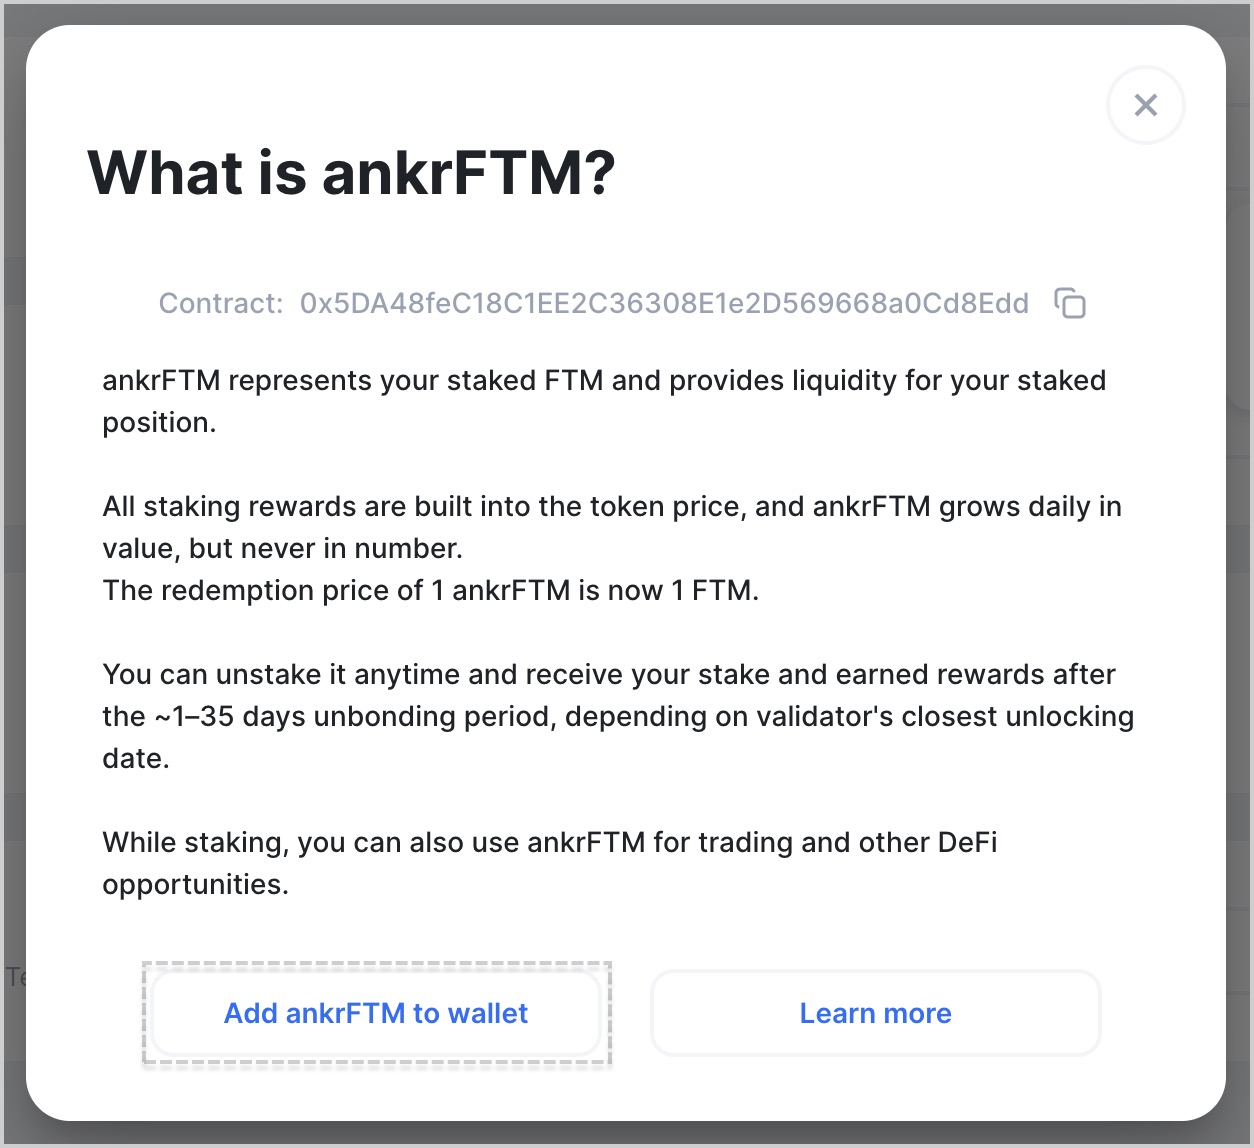 What is ankrFTM?
Contract: 0x5DA48feC18C1EE2C36308E1e2D569668a0Cd8Edd
ankrFTM represents your staked FTM and provides liquidity for your staked
position.
All staking rewards are built into the token price, and ankrFTM grows daily in
value, but never in number.
The redemption price of 1 ankrFTM is now 1 FTM.
You can unstake it anytime and receive your stake and earned rewards after
the ~1–35 days unbonding period, depending on validator's closest unlocking
date.
While staking, you can also use ankrFTM for trading and other DeFi
opportunities.
Add ankrFTM to wallet
Learn more